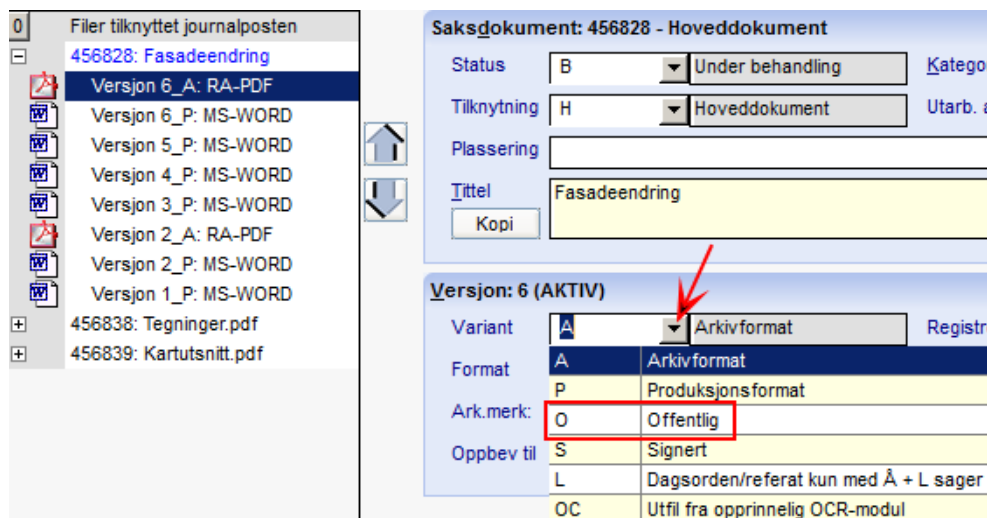 0 Filer tilknyttet journalposten
456828: Fasadeendring
Versjon 6_A: RA-PDF
Versjon 6_P: MS-WORD
Versjon 5_P: MS-WORD
Versjon 4_P: MS-WORD
Versjon 3_P: MS-WORD
Versjon 2_A: RA-PDF
Versjon 2_P: MS-WORD
Versjon 1_P: MS-WORD
456838: Tegninger.pdf
456839: Kartutsnitt.pdf
Saksdokument: 456828 - Hoveddokument
Status B Under behandling Katego
Tilknytning H Hoveddokument Utarb. a
Plassering
Tittel Fasadeendring
Kopi
Versjon: 6 (AKTIV)
Variant A Arkivformat Registr
Format A Arkivformat
P Produksjonsformat
Ark.merk: O Offentlig
Oppbev til S Signert
L Dagsorden/referat kun med Å + L sager
OC Utfil fra opprinnelig OCR-modul